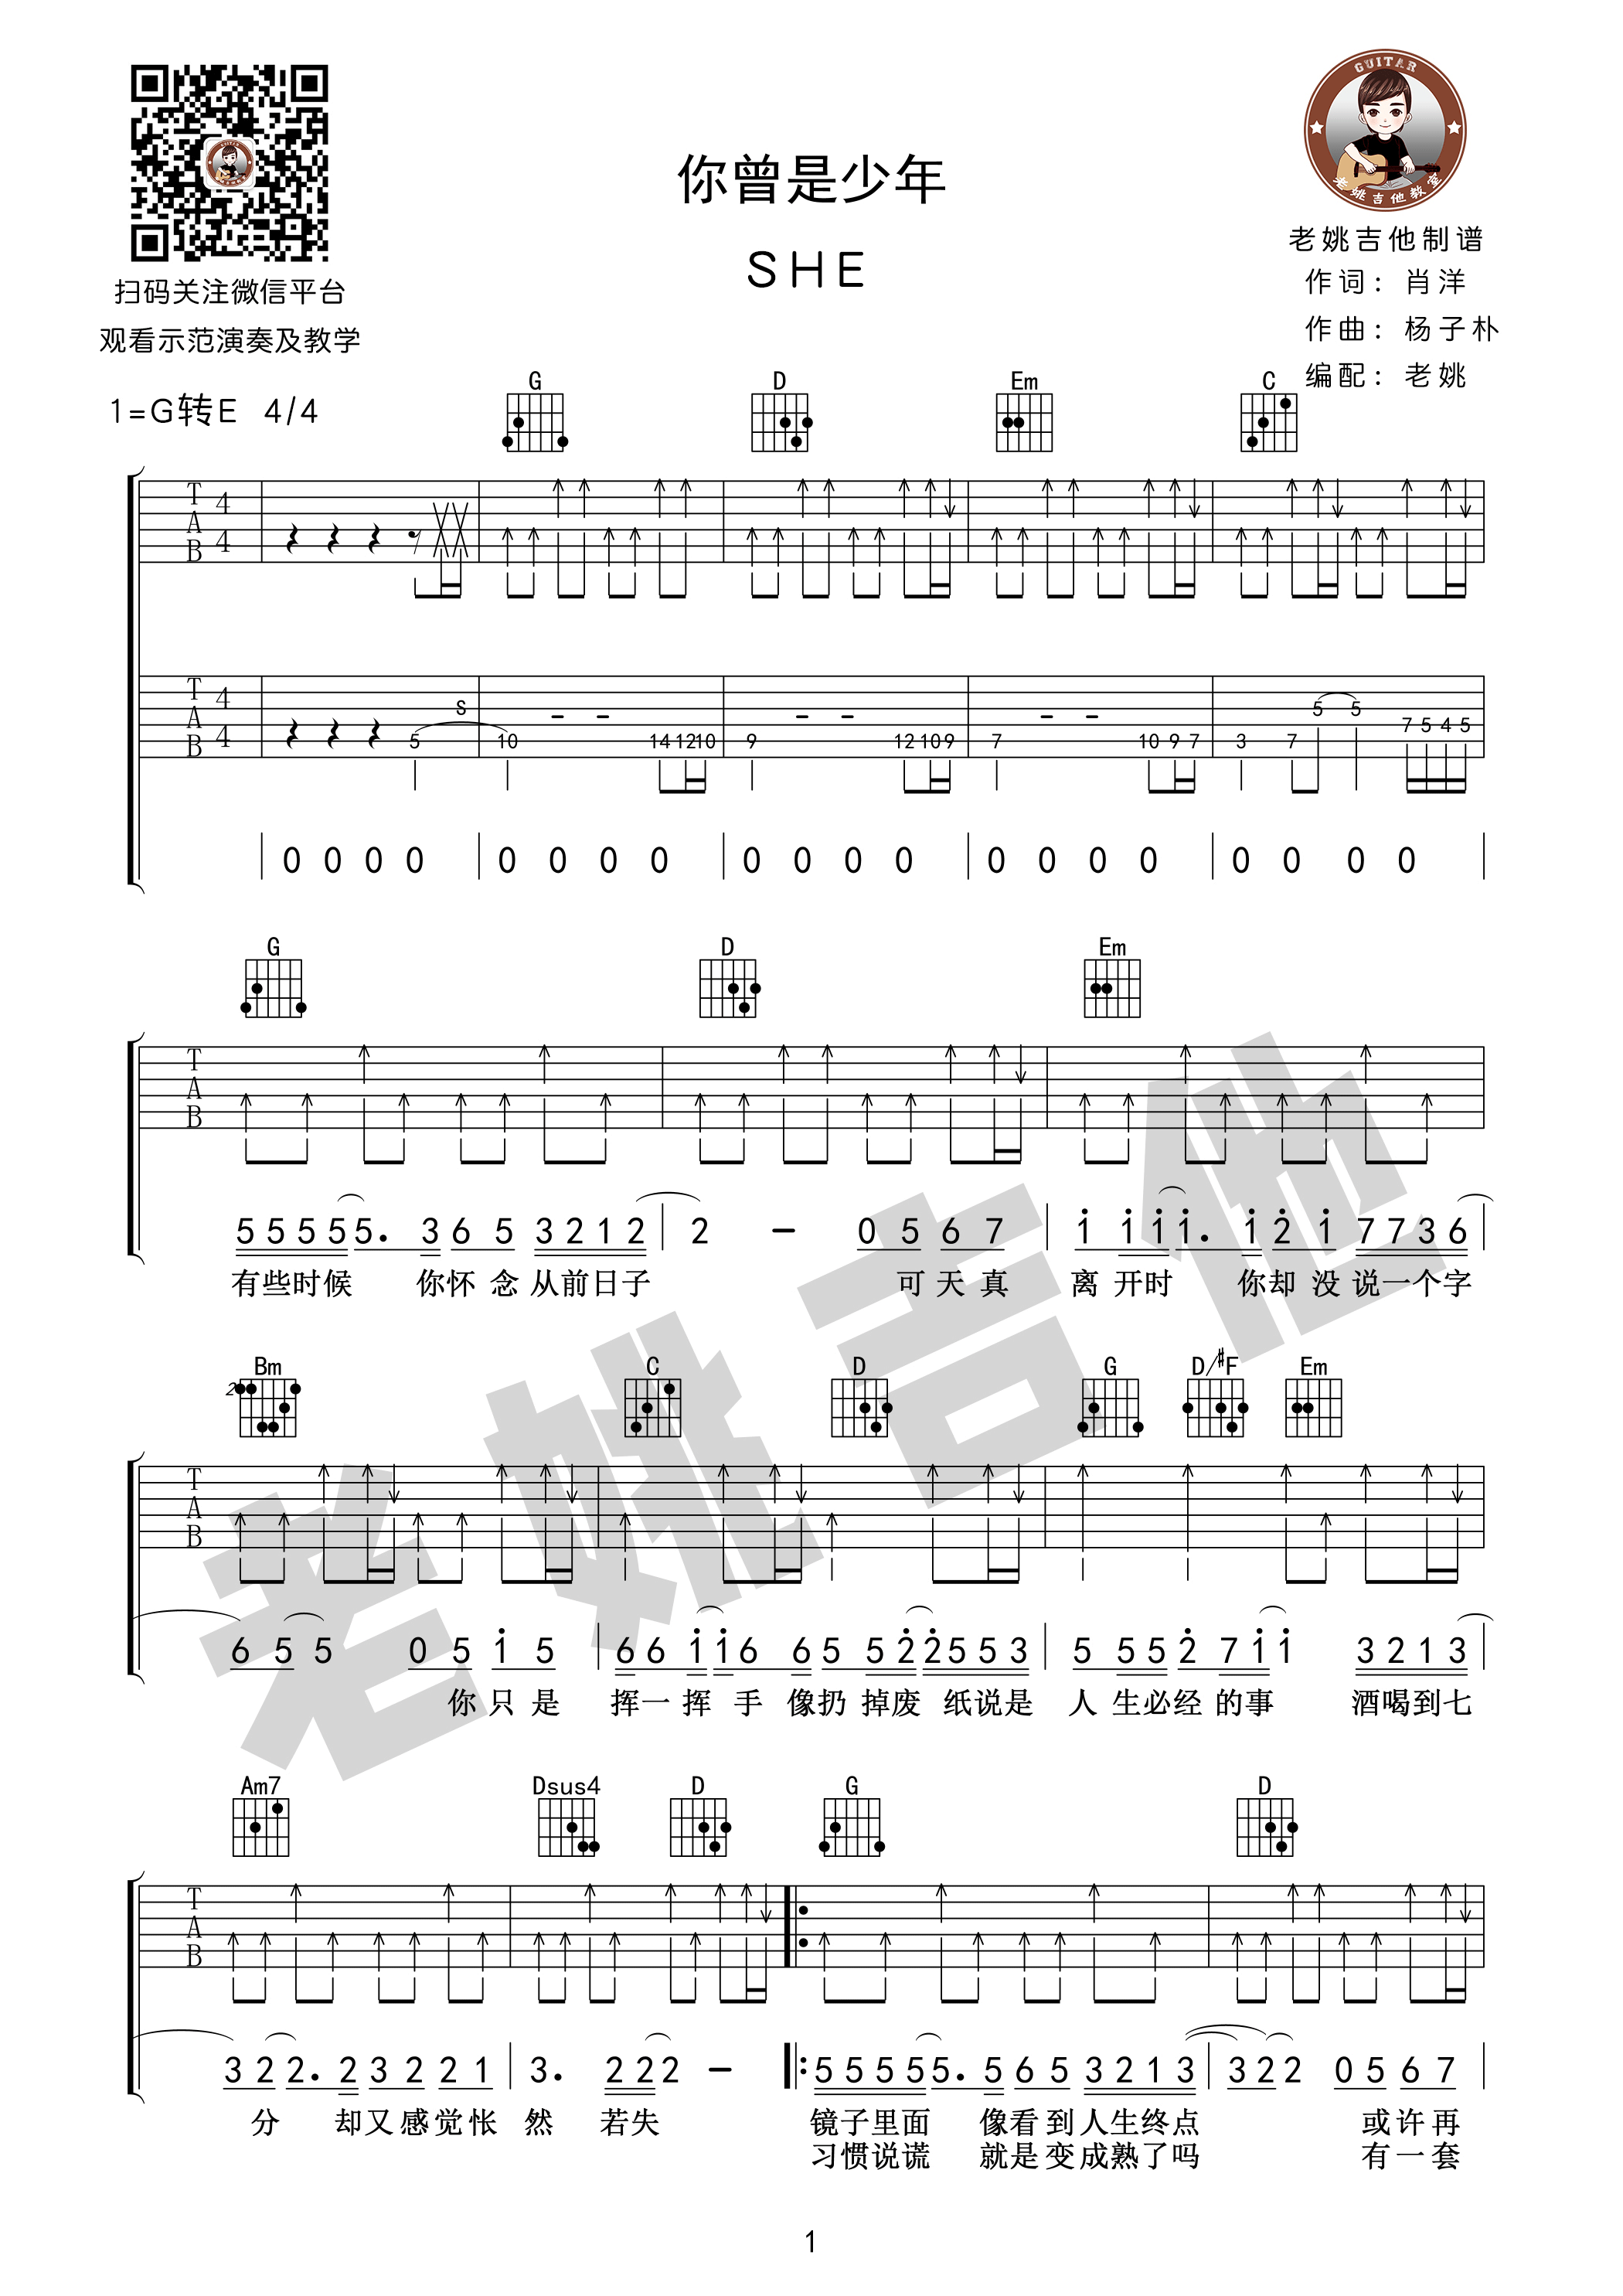 GUITAR
老姚吉他教室
你曾是少年
SHE
老姚吉他制谱
扫码关注微信平台
观看示范演奏及教学
作词：肖洋
作曲：杨子朴
编配：老姚
1=G转E 4/4
G D Em C
T A B 4 4
T A B 4 4
S
5 10 14 12 10 9 12 10 9 7 10 9 7 3 7 5 5 7 5 4 5
0 0 0 0 | 0 0 0 0 | 0 0 0 0 | 0 0 0 0 | 0 0 0 0
G D Em
T A B
5 5 5 5 5. 3 6 5 3 2 1 2 | 2 - 0 5 6 7 | 1 1 1 1. 1 2 1 7 7 3 6 |
有些时候 你怀念从前日子 可天真 离开时 你却没说一个字
Bm C D G D/#F Em
2
T A B
6 5 5 0 5 1 5 | 6 6 1 1 6 6 5 5 2 2 5 5 3 | 5 5 5 2 7 1 1 3 2 1 3 |
你只是 挥一挥手 像扔掉废纸说是 人生必经的事 酒喝到七
Am7 Dsus4 D G D
T A B
3 2 2. 2 3 2 2 1 | 3. 2 2 2 - |: 5 5 5 5 5. 5 6 5 3 2 1 3 | 3 2 2 0 5 6 7 |
分 却又感觉怅然 若失 镜子里面 像看到人生终点 或许再
习惯说谎 就是变成熟了吗 有一套
老姚吉他
1